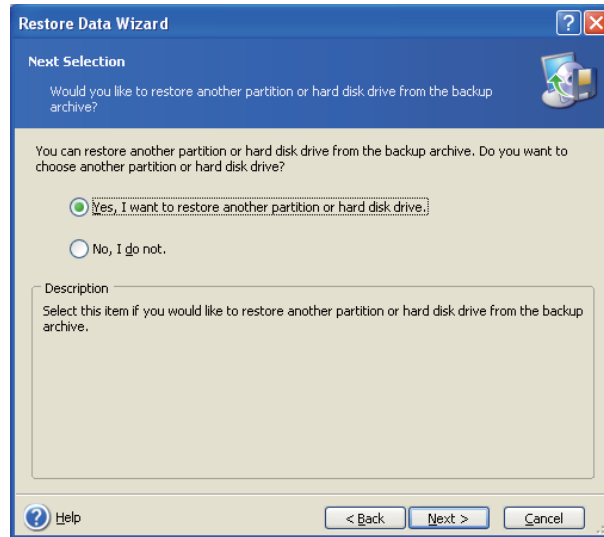 Restore Data Wizard
Next Selection
Would you like to restore another partition or hard disk drive from the backup
archive?
You can restore another partition or hard disk drive from the backup archive. Do you want to
choose another partition or hard disk drive?
Yes, I want to restore another partition or hard disk drive.
No, I do not.
Description
Select this item if you would like to restore another partition or hard disk drive from the backup
archive.
Help
< Back
Next >
Cancel